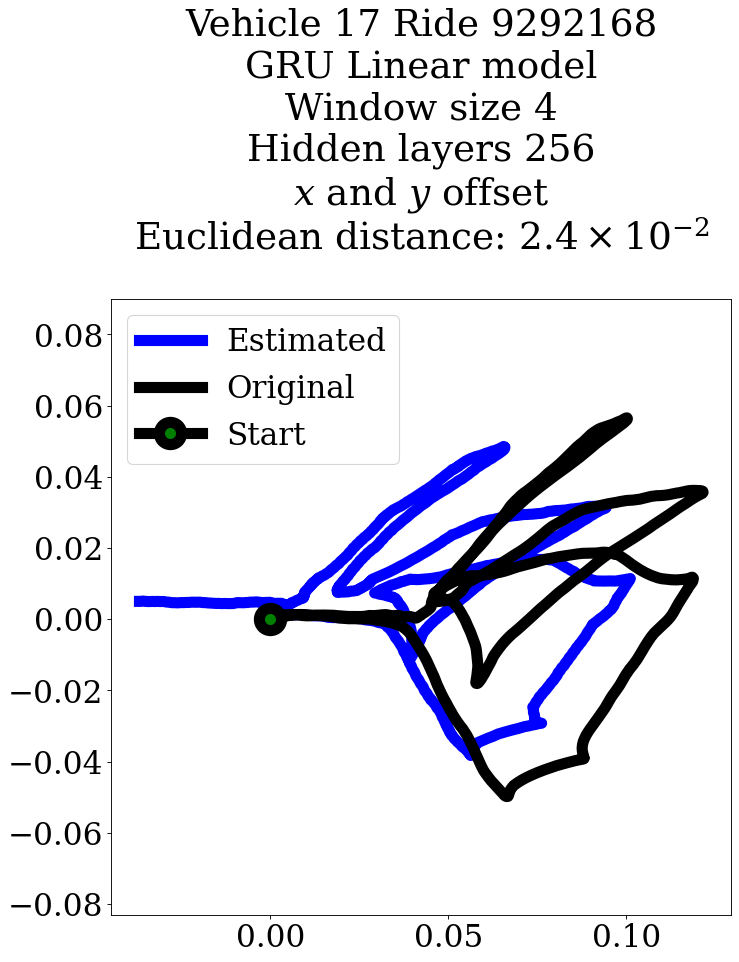 Vehicle 17 Ride 9292168
GRU Linear model
Window size 4
Hidden layers 256
x and y offset
Euclidean distance: 2.4 × 10⁻²
Estimated
Original
Start
0.08
0.06
0.04
0.02
0.00
−0.02
−0.04
−0.06
−0.08
0.00 0.05 0.10